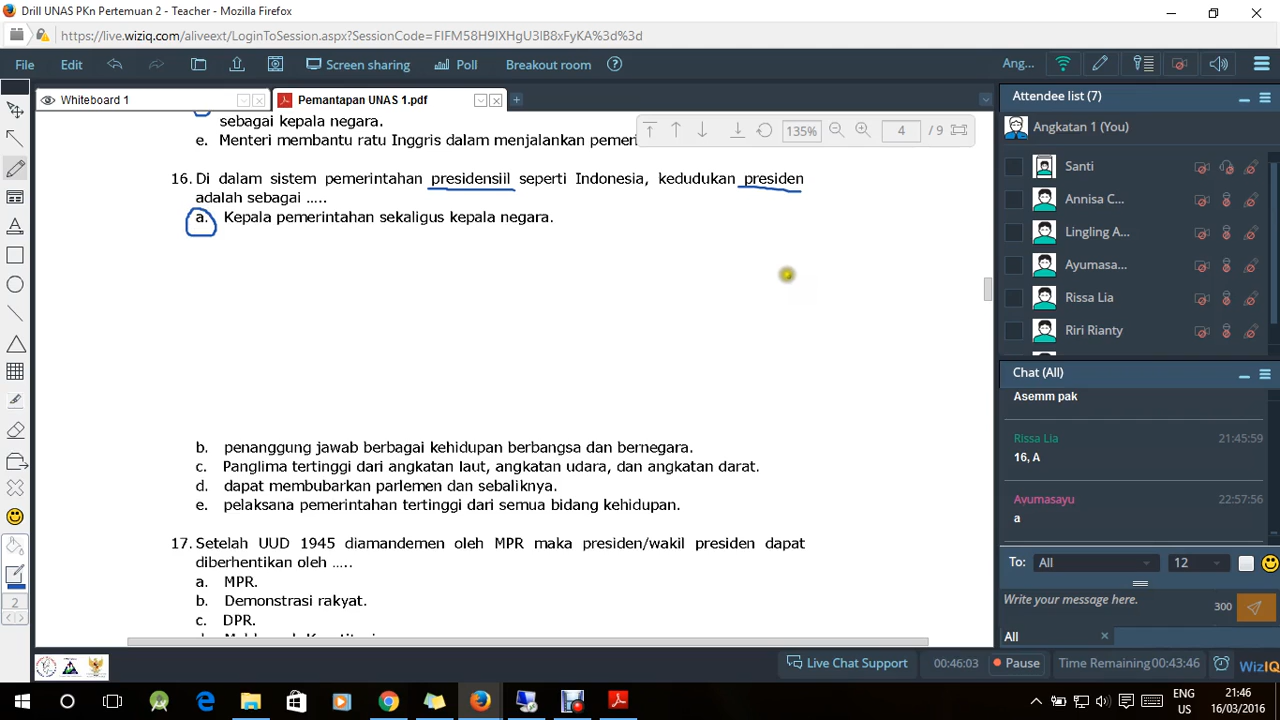 Drill UNAS PKn Pertemuan 2 - Teacher - Mozilla Firefox
https://live.wiziq.com/aliveext/LoginToSession.aspx?SessionCode=FIFM58H9IXHgU3lB8xFyKA%3d%3d
File Edit Screen sharing Poll Breakout room Ang...
Whiteboard 1 Pemantapan UNAS 1.pdf
135% 4 / 9
sebagai kepala negara.
e. Menteri membantu ratu Inggris dalam menjalankan
16. Di dalam sistem pemerintahan presidensiil seperti Indonesia, kedudukan presiden
adalah sebagai .....
a. Kepala pemerintahan sekaligus kepala negara.
b. penanggung jawab berbagai kehidupan berbangsa dan bernegara.
c. Panglima tertinggi dari angkatan laut, angkatan udara, dan angkatan darat.
d. dapat membubarkan parlemen dan sebaliknya.
e. pelaksana pemerintahan tertinggi dari semua bidang kehidupan.
17. Setelah UUD 1945 diamandemen oleh MPR maka presiden/wakil presiden dapat
diberhentikan oleh .....
a. MPR.
b. Demonstrasi rakyat.
c. DPR.
2
Attendee list (7)
Angkatan 1 (You)
Santi
Annisa C...
Lingling A...
Ayumasa...
Rissa Lia
Riri Rianty
Chat (All)
Asemm pak
Rissa Lia 21:45:59
16, A
Ayumasayu 22:57:56
a
To: All 12
Write your message here. 300
All
Live Chat Support 00:46:03 Pause Time Remaining 00:43:46 WizIQ
ENG 21:46
US 16/03/2016